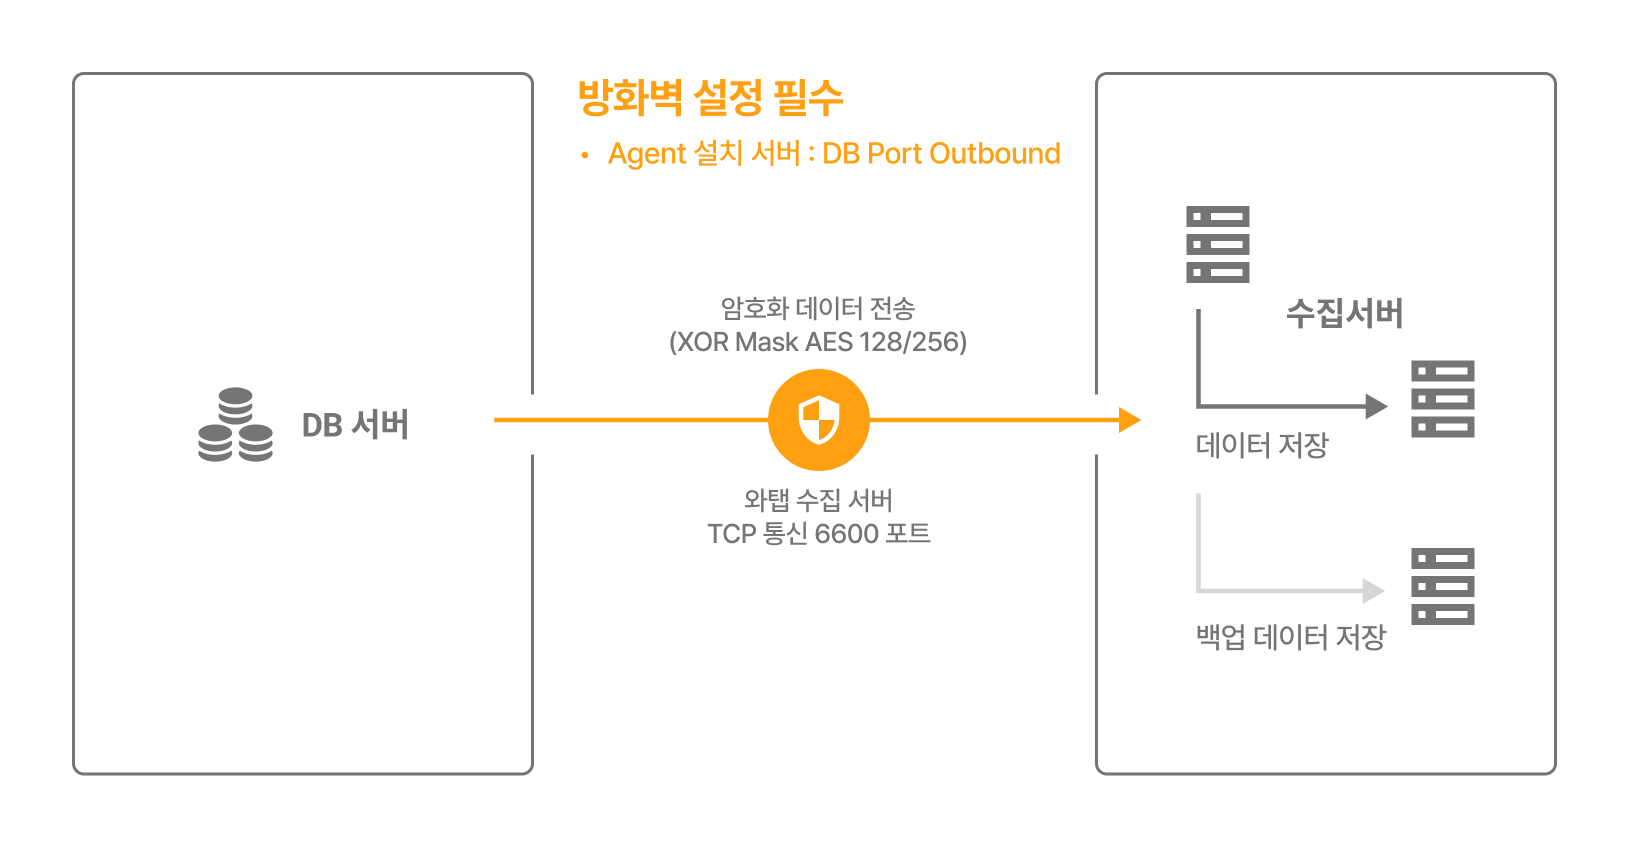 방화벽 설정 필수
• Agent 설치 서버 : DB Port Outbound
암호화 데이터 전송
(XOR Mask AES 128/256)
DB 서버
와탭 수집 서버
TCP 통신 6600 포트
수집서버
데이터 저장
백업 데이터 저장